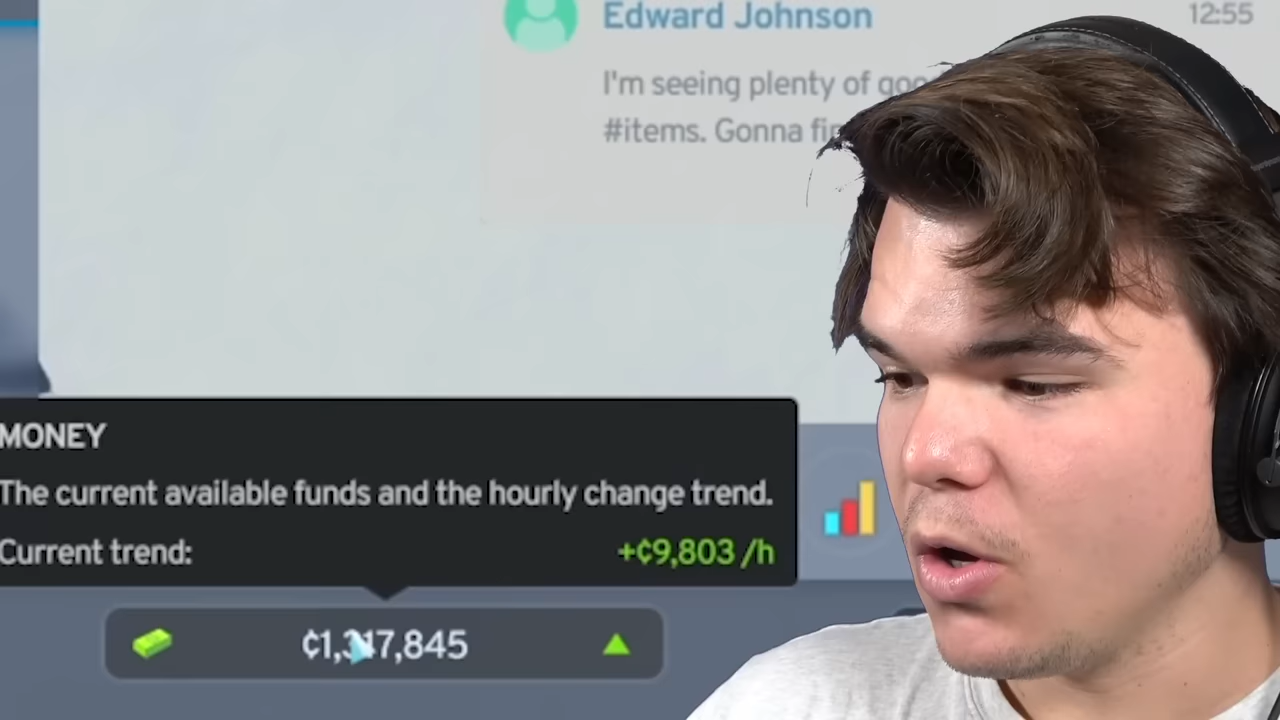 Edward Johnson
12:55
I'm seeing plenty of
#items. Gonna
MONEY
The current available funds and the hourly change trend.
Current trend:
+₵9,803 /h